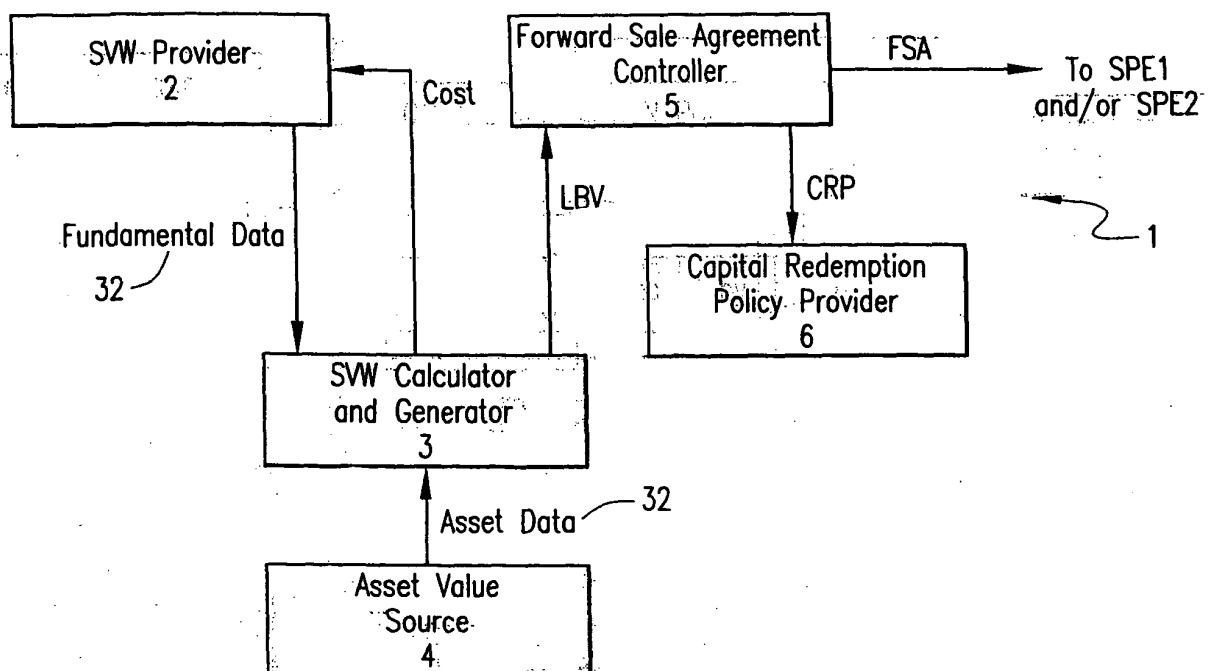 SVW Provider
2
Cost
Forward Sale Agreement
Controller
5
FSA
To SPE1
and/or SPE2
Fundamental Data
32
LBV
CRP
1
Capital Redemption
Policy Provider
6
SVW Calculator
and Generator
3
Asset Data
32
Asset Value
Source
4